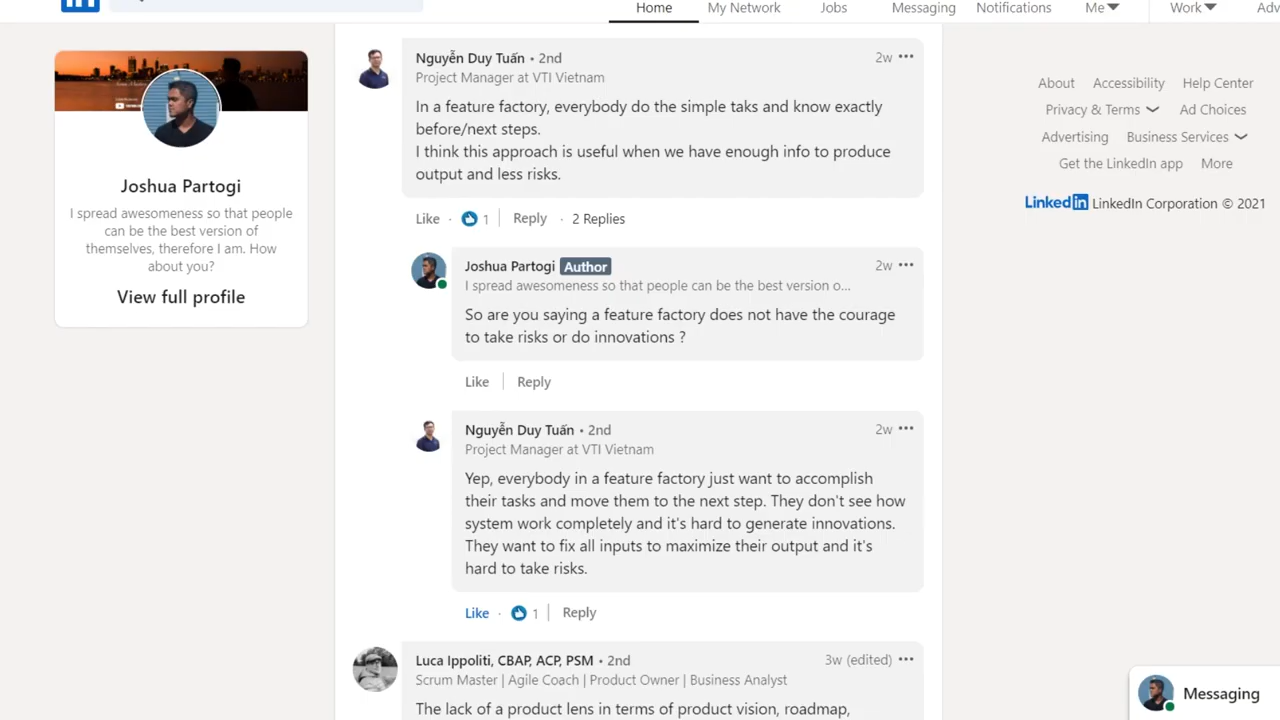 in
Home
My Network
Jobs
Messaging
Notifications
Me
Work
Adv
Joshua Partogi
I spread awesomeness so that people
can be the best version of
themselves, therefore I am. How
about you?
View full profile
Nguyễn Duy Tuấn • 2nd
2w •••
Project Manager at VTI Vietnam
In a feature factory, everybody do the simple taks and know exactly
before/next steps.
I think this approach is useful when we have enough info to produce
output and less risks.
Like · 1 | Reply · 2 Replies
Joshua Partogi Author
2w •••
I spread awesomeness so that people can be the best version o...
So are you saying a feature factory does not have the courage
to take risks or do innovations ?
Like | Reply
Nguyễn Duy Tuấn • 2nd
2w •••
Project Manager at VTI Vietnam
Yep, everybody in a feature factory just want to accomplish
their tasks and move them to the next step. They don't see how
system work completely and it's hard to generate innovations.
They want to fix all inputs to maximize their output and it's
hard to take risks.
Like · 1 | Reply
Luca Ippoliti, CBAP, ACP, PSM • 2nd
3w (edited) •••
Scrum Master | Agile Coach | Product Owner | Business Analyst
The lack of a product lens in terms of product vision, roadmap,
About Accessibility Help Center
Privacy & Terms Ad Choices
Advertising Business Services
Get the LinkedIn app More
LinkedIn LinkedIn Corporation © 2021
Messaging